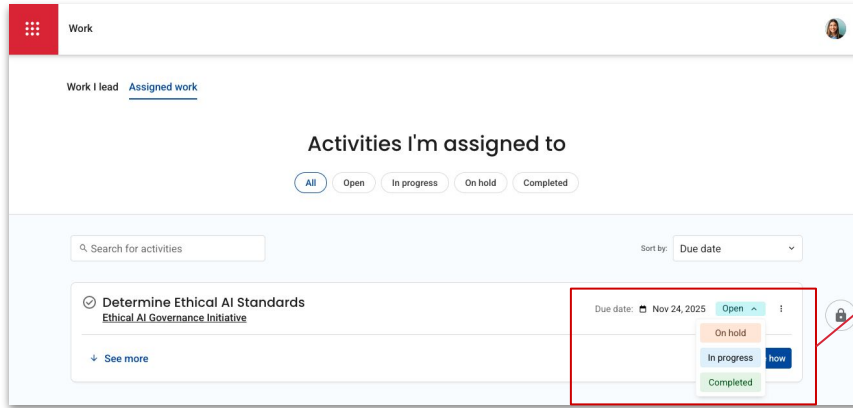 Work
Work I lead Assigned work
Activities I'm assigned to
All Open In progress On hold Completed
Search for activities Sort by: Due date
Determine Ethical AI Standards
Ethical AI Governance Initiative
Due date: Nov 24, 2025 Open
On hold
See more In progress how
Completed